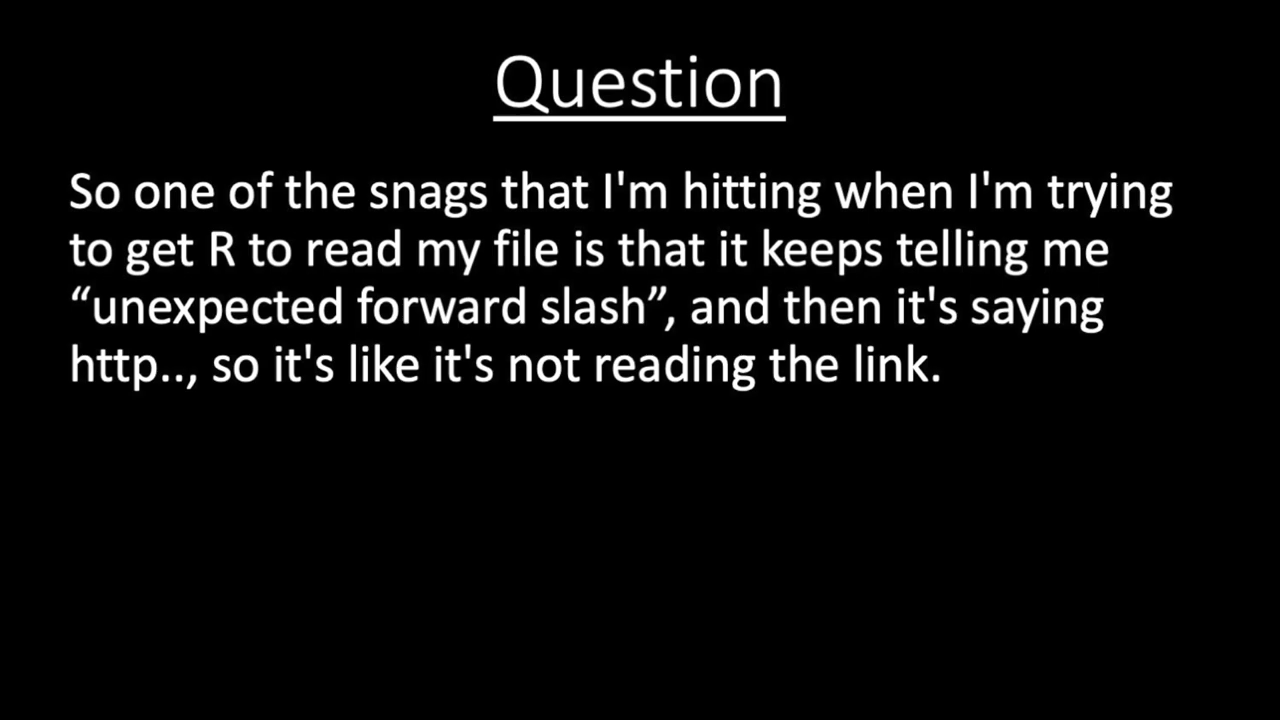 Question
So one of the snags that I'm hitting when I'm trying
to get R to read my file is that it keeps telling me
“unexpected forward slash”, and then it's saying
http.., so it's like it's not reading the link.